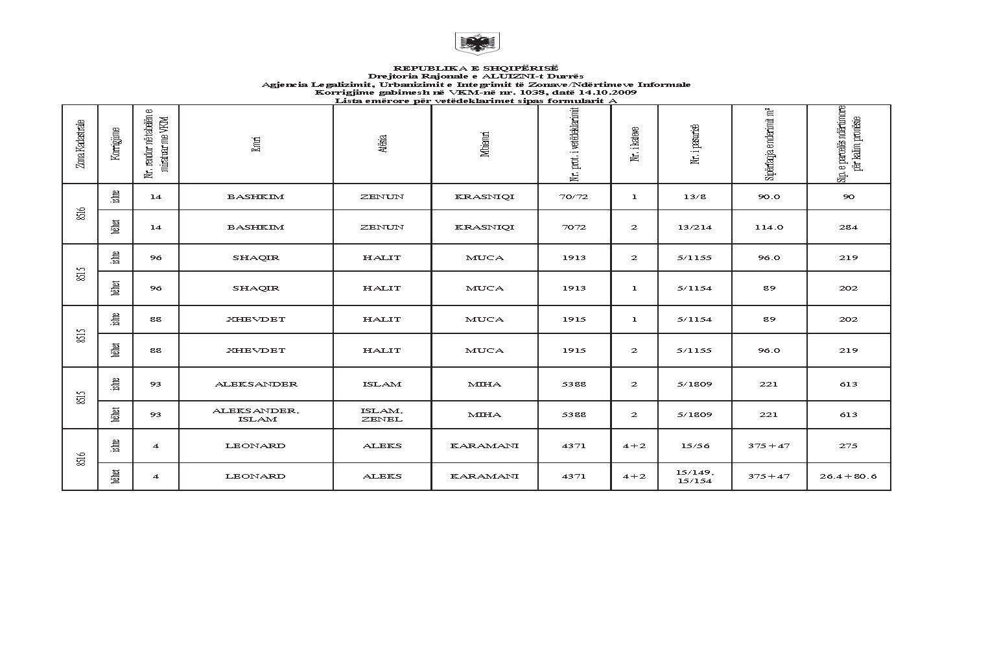 REPUBLIKA E SHQIPËRISË
Drejtoria Rajonale e ALUIZNI-t Durrës
Agjencia Legalizimit, Urbanizimit e Integrimit të Zonave/Ndërtimeve Informale
Korrigjime gabimesh në VKM-në nr. 1038, datë 14.10.2009
Lista emërore për vetëdeklarimet sipas formularit A
Zona Kadastrale Korrigjime Nr. rendor në tabelën e miratuar me VKM Emri Atësia Mbiemri Nr. prot. i vetëdeklarimit Nr. i kateve Nr. i pasurisë Sipërfaqja e nderimit m² Sip. e parcelës ndërtimore për kalim pronësie
8516 ishte 14 BASHKIM ZENUN KRASNIQI 70/72 1 13/8 90.0 90
bëhet 14 BASHKIM ZENUN KRASNIQI 7072 2 13/214 114.0 284
8515 ishte 96 SHAQIR HALIT MUCA 1913 2 5/1155 96.0 219
bëhet 96 SHAQIR HALIT MUCA 1913 1 5/1154 89 202
8515 ishte 88 XHEVDET HALIT MUCA 1915 1 5/1154 89 202
bëhet 88 XHEVDET HALIT MUCA 1915 2 5/1155 96.0 219
8515 ishte 93 ALEKSANDER ISLAM MIHA 5388 2 5/1809 221 613
bëhet 93 ALEKSANDER, ISLAM ISLAM, ZENEL MIHA 5388 2 5/1809 221 613
8516 ishte 4 LEONARD ALEKS KARAMANI 4371 4+2 15/56 375+47 275
bëhet 4 LEONARD ALEKS KARAMANI 4371 4+2 15/149, 15/154 375+47 26.4+80.6